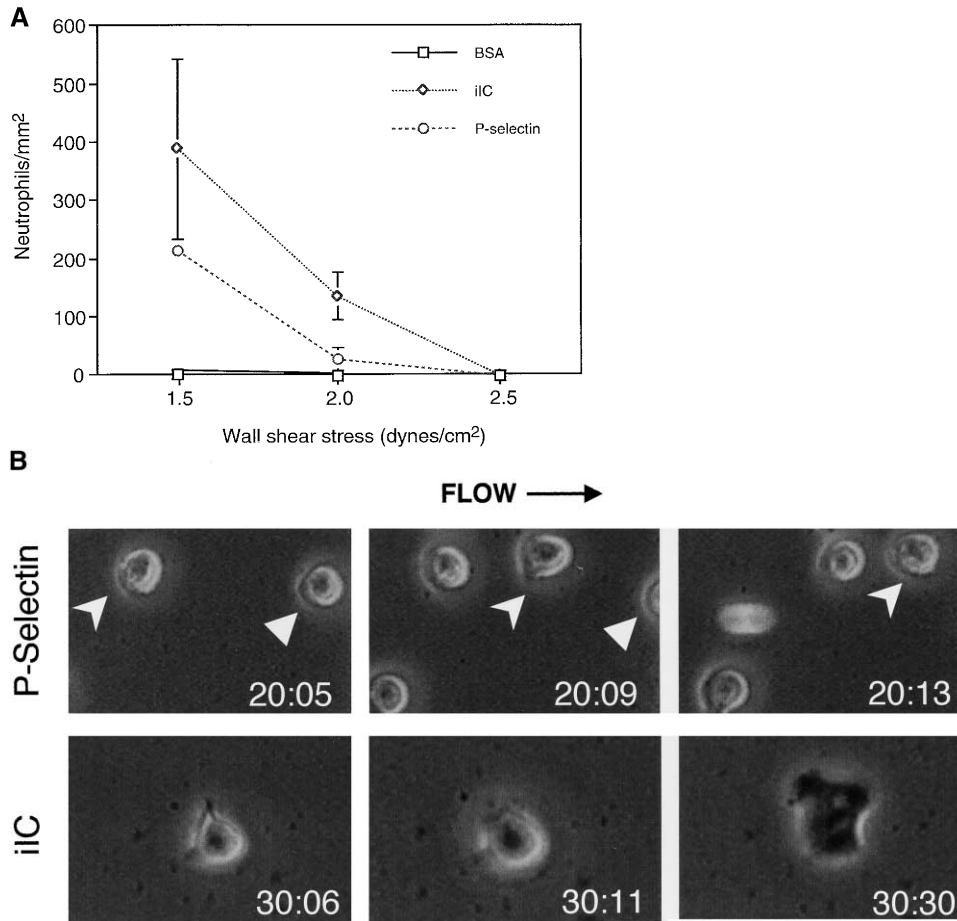 A
600
500
400
300
200
100
0
Neutrophils/mm²
BSA
iIC
P-selectin
1.5 2.0 2.5
Wall shear stress (dynes/cm²)
B
FLOW
P-Selectin
20:05 20:09 20:13
iIC
30:06 30:11 30:30